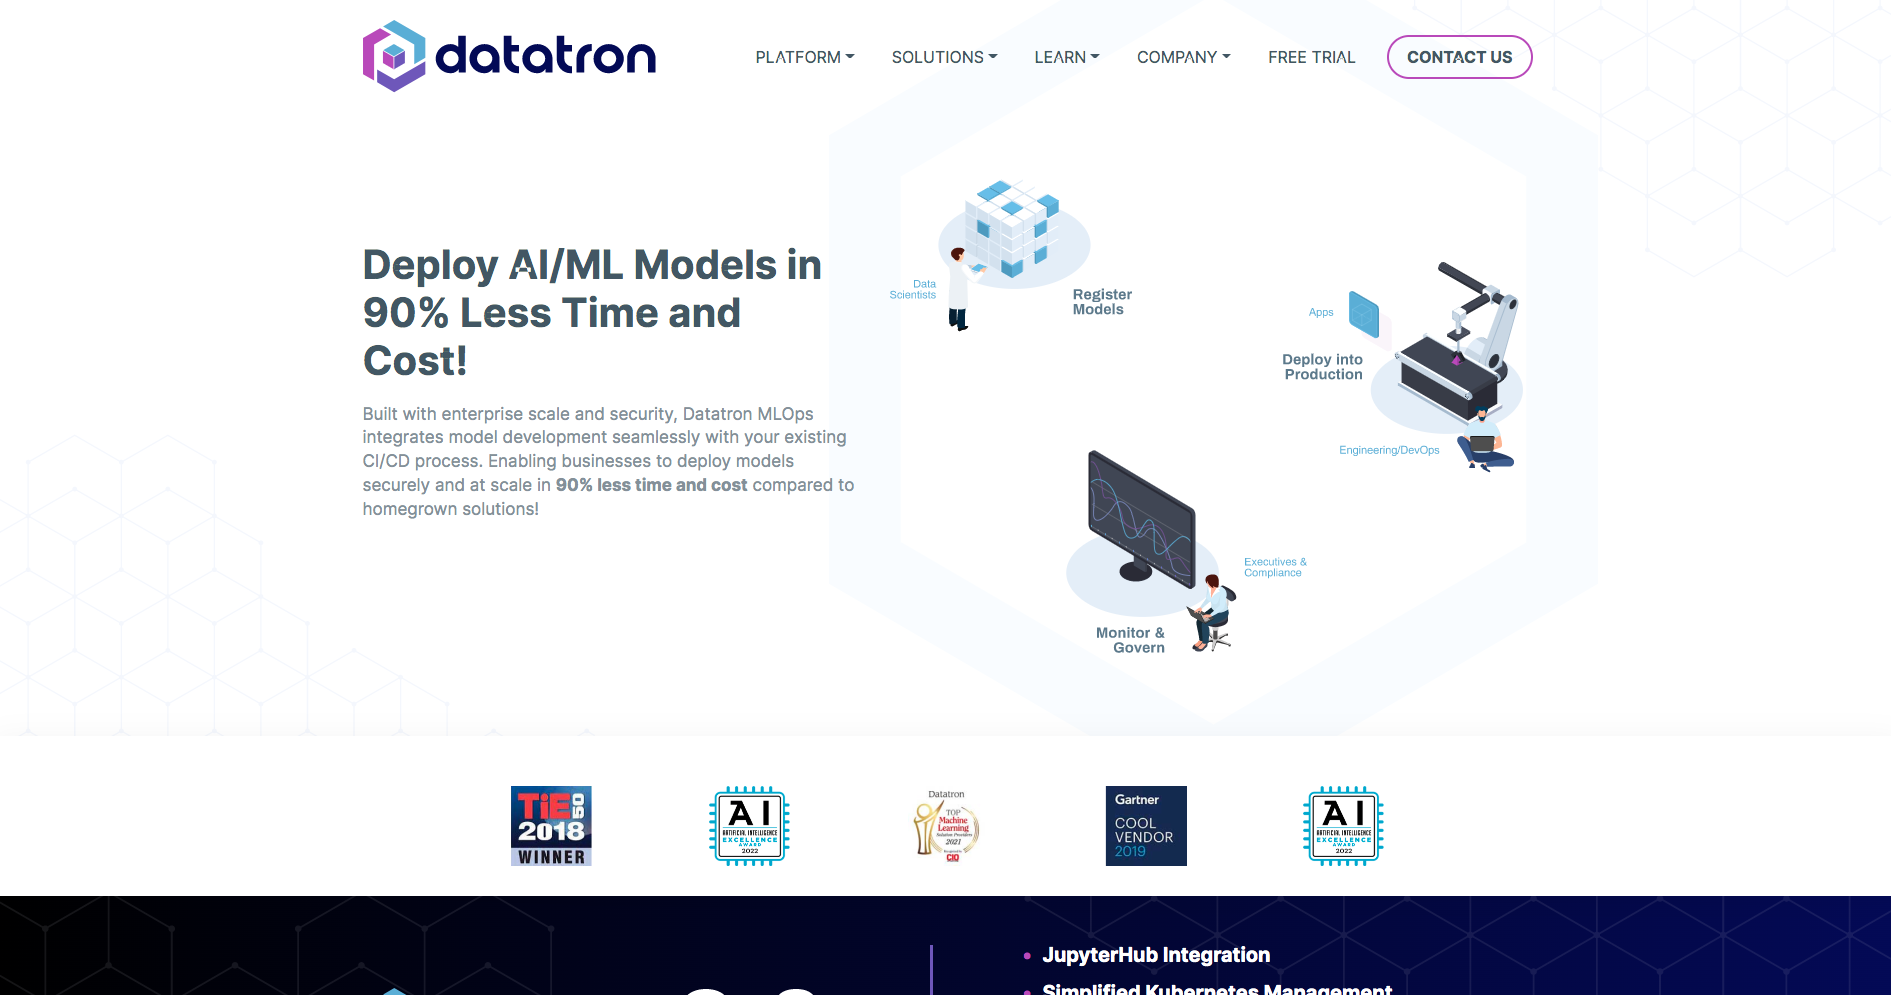 datatron
PLATFORM
SOLUTIONS
LEARN
COMPANY
FREE TRIAL
CONTACT US
Deploy AI/ML Models in
90% Less Time and
Cost!
Built with enterprise scale and security, Datatron MLOps
integrates model development seamlessly with your existing
CI/CD process. Enabling businesses to deploy models
securely and at scale in 90% less time and cost compared to
homegrown solutions!
Data
Scientists
Register
Models
Apps
Deploy into
Production
Engineering/DevOps
Executives &
Compliance
Monitor &
Govern
TiE50
2018
WINNER
AI
ARTIFICIAL INTELLIGENCE
EXCELLENCE
AWARD
2022
Datatron
TOP
Machine
Learning
Solution Providers
2021
CIO
Gartner
COOL
VENDOR
2019
AI
ARTIFICIAL INTELLIGENCE
EXCELLENCE
AWARD
2022
JupyterHub Integration
Simplified Kubernetes Management